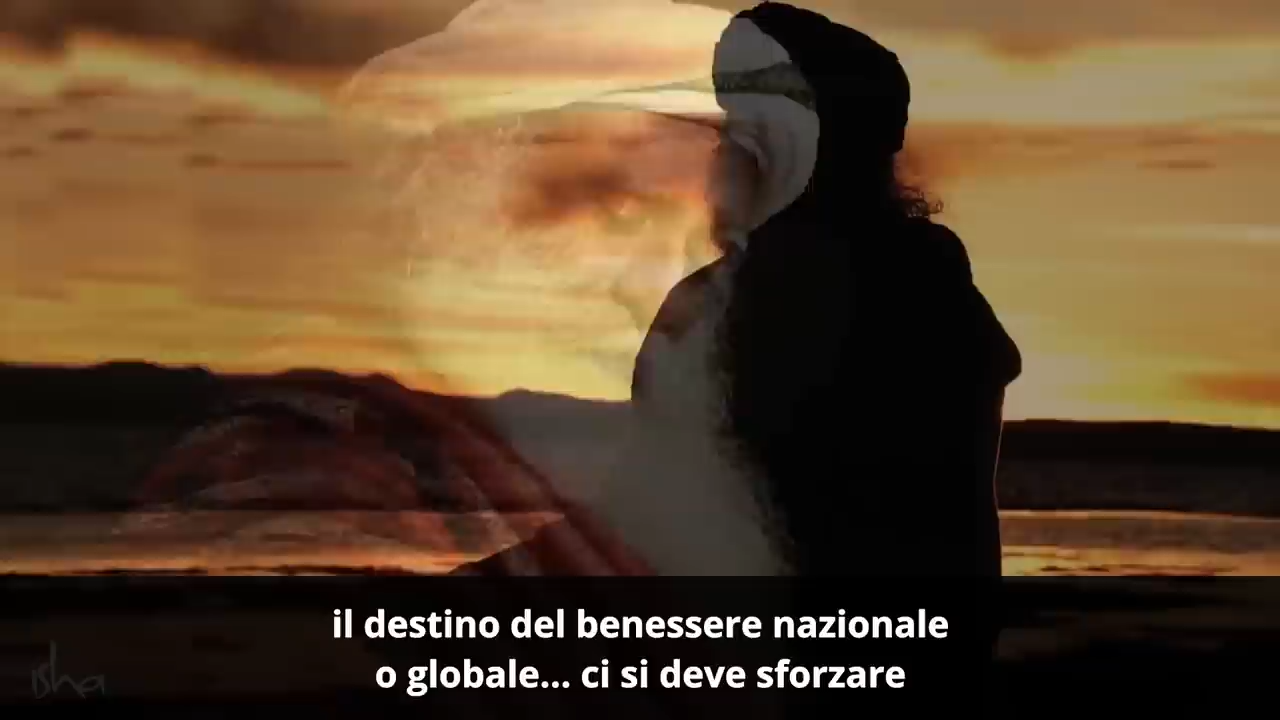 il destino del benessere nazionale
o globale... ci si deve sforzare
isha